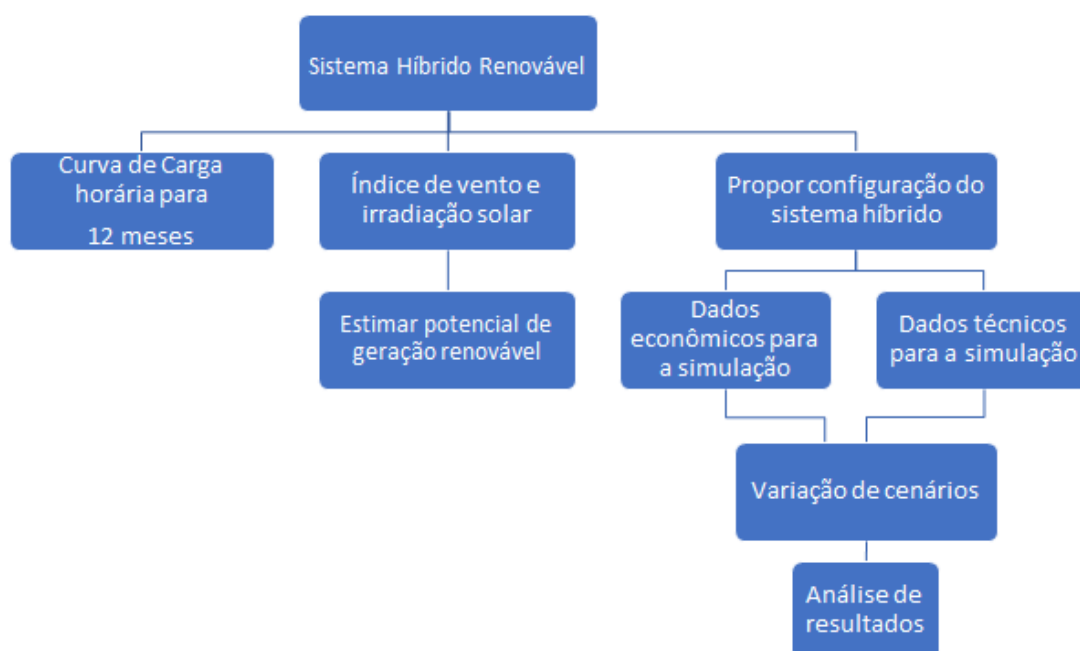 Sistema Híbrido Renovável
Curva de Carga
horária para
12 meses
Índice de vento e
irradiação solar
Propor configuração do
sistema híbrido
Estimar potencial de
geração renovável
Dados
econômicos para
a simulação
Dados técnicos
para a simulação
Variação de cenários
Análise de
resultados